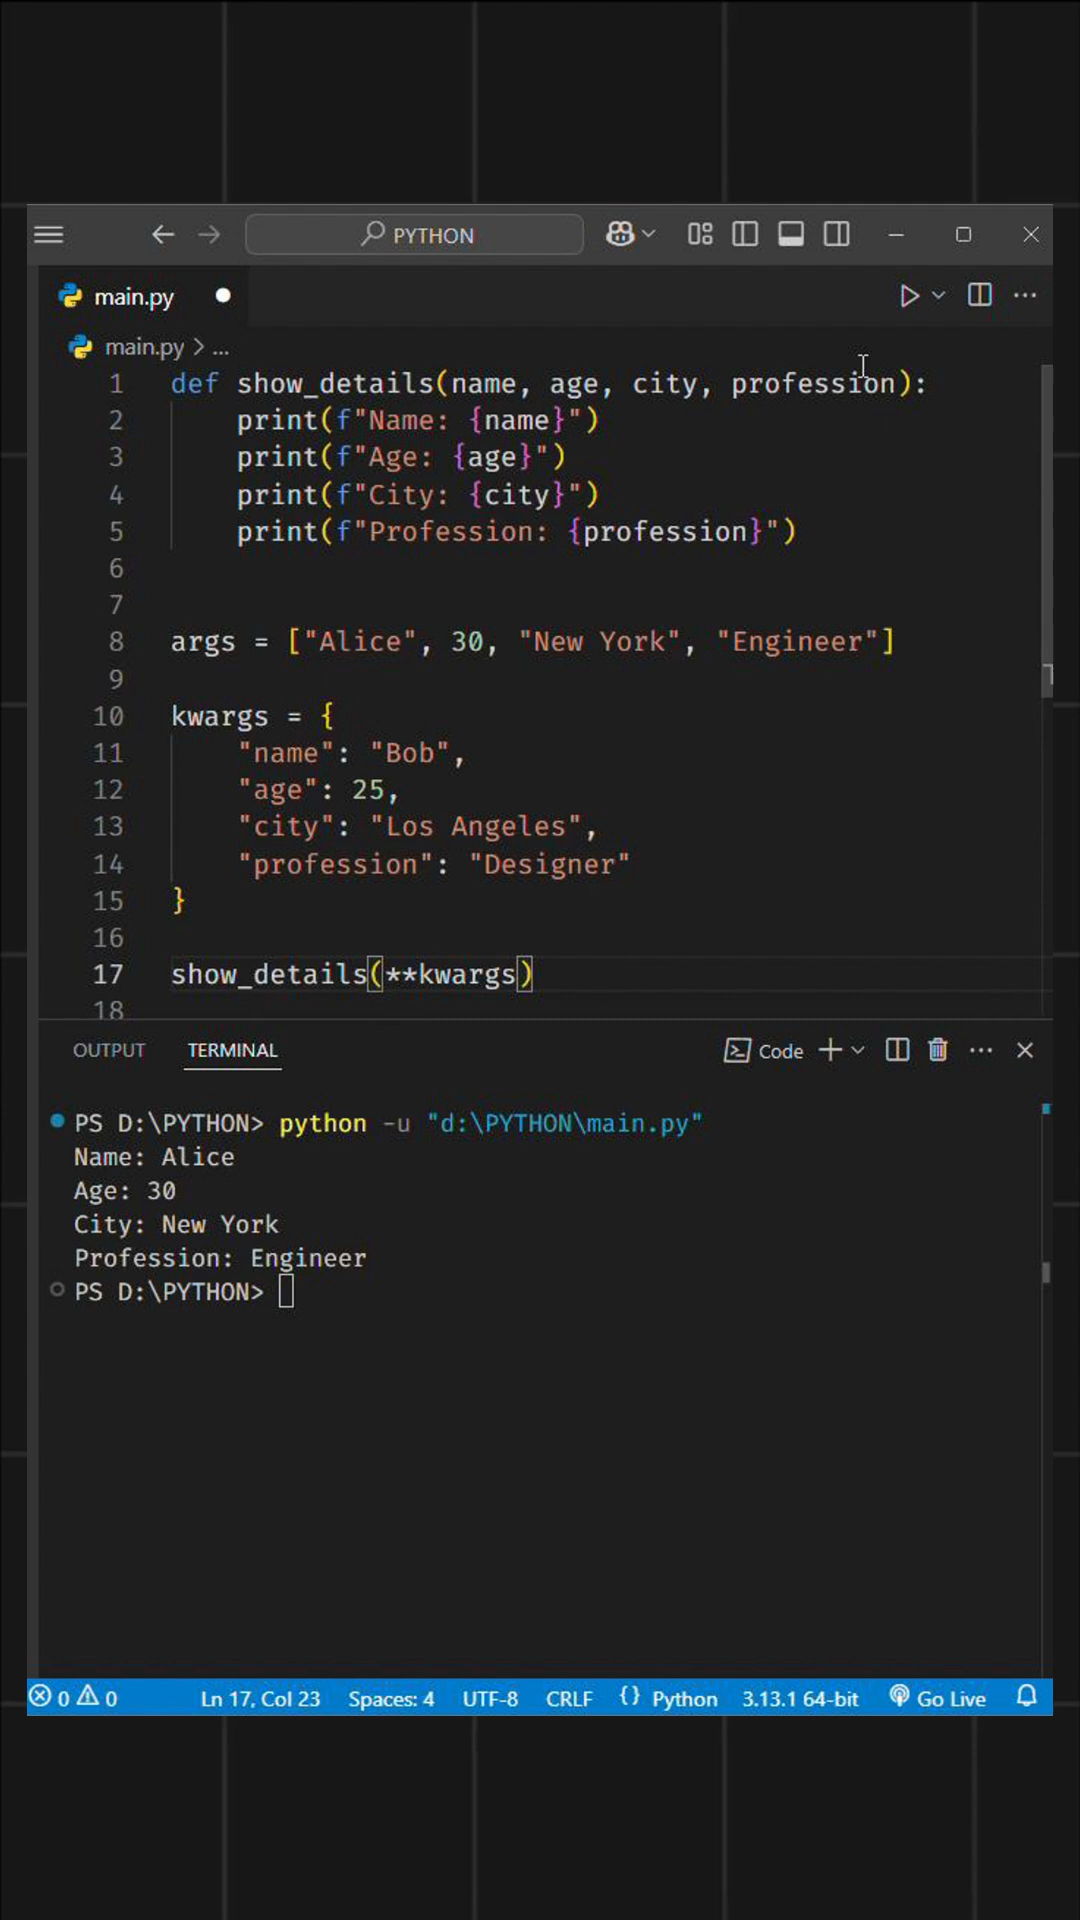 PYTHON
main.py
main.py > ...
1 def show_details(name, age, city, profession):
2     print(f"Name: {name}")
3     print(f"Age: {age}")
4     print(f"City: {city}")
5     print(f"Profession: {profession}")
6
7
8 args = ["Alice", 30, "New York", "Engineer"]
9
10 kwargs = {
11     "name": "Bob",
12     "age": 25,
13     "city": "Los Angeles",
14     "profession": "Designer"
15 }
16
17 show_details(**kwargs)
18
OUTPUT TERMINAL Code
PS D:\PYTHON> python -u "d:\PYTHON\main.py"
Name: Alice
Age: 30
City: New York
Profession: Engineer
PS D:\PYTHON>
0 0 Ln 17, Col 23 Spaces: 4 UTF-8 CRLF {} Python 3.13.1 64-bit Go Live